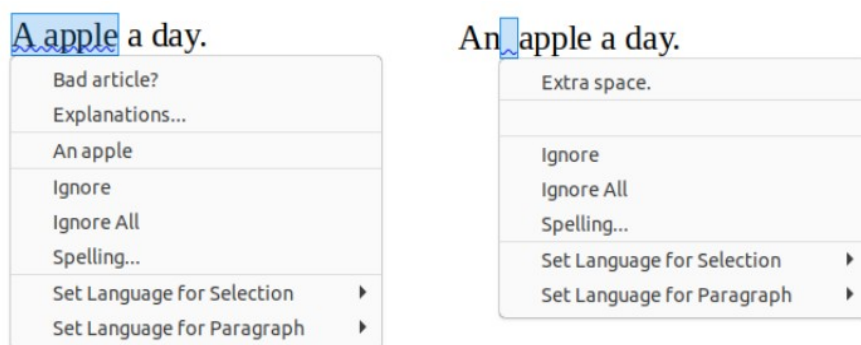 A apple a day.
Bad article?
Explanations...
An apple
Ignore
Ignore All
Spelling...
Set Language for Selection
Set Language for Paragraph
An  apple a day.
Extra space.
Ignore
Ignore All
Spelling...
Set Language for Selection
Set Language for Paragraph